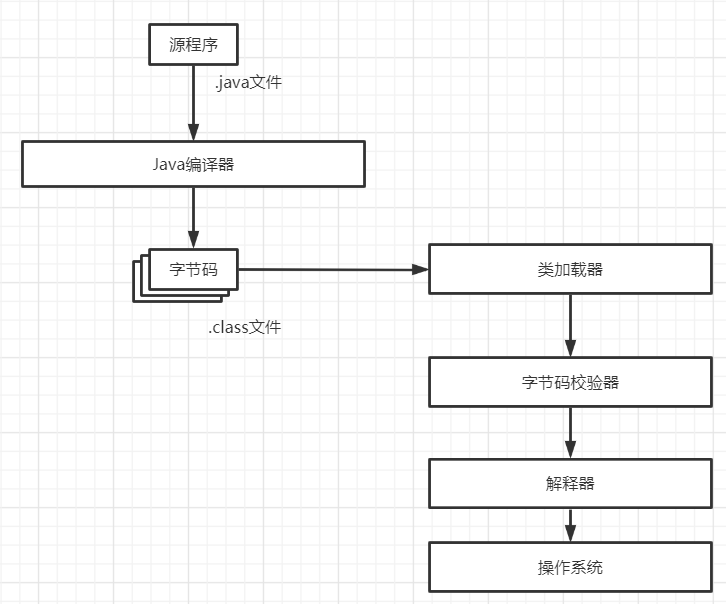 源程序
.java文件
Java编译器
字节码
.class文件
类加载器
字节码校验器
解释器
操作系统